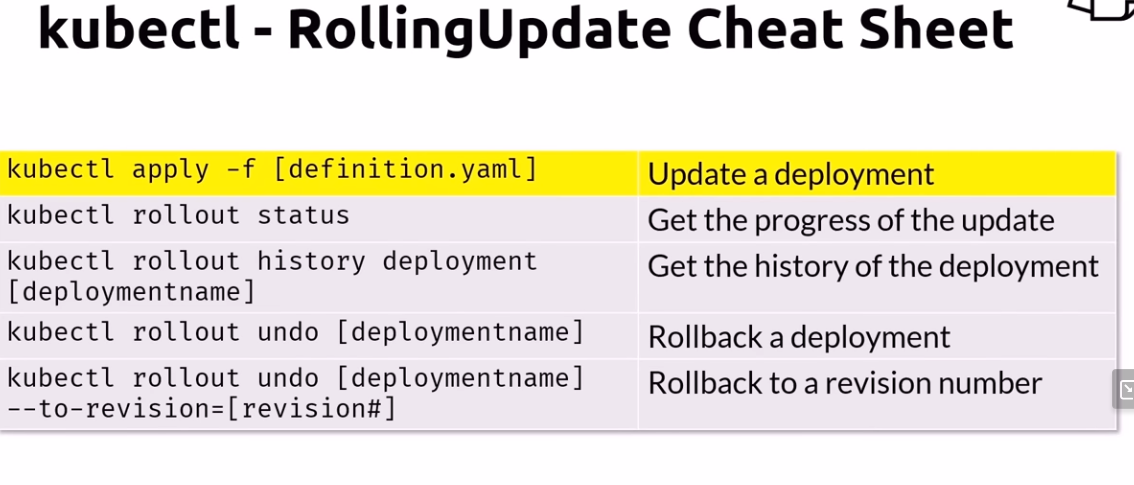 kubectl - RollingUpdate Cheat Sheet
kubectl apply -f [definition.yaml] Update a deployment
kubectl rollout status Get the progress of the update
kubectl rollout history deployment Get the history of the deployment
[deploymentname]
kubectl rollout undo [deploymentname] Rollback a deployment
kubectl rollout undo [deploymentname] Rollback to a revision number
--to-revision=[revision#]